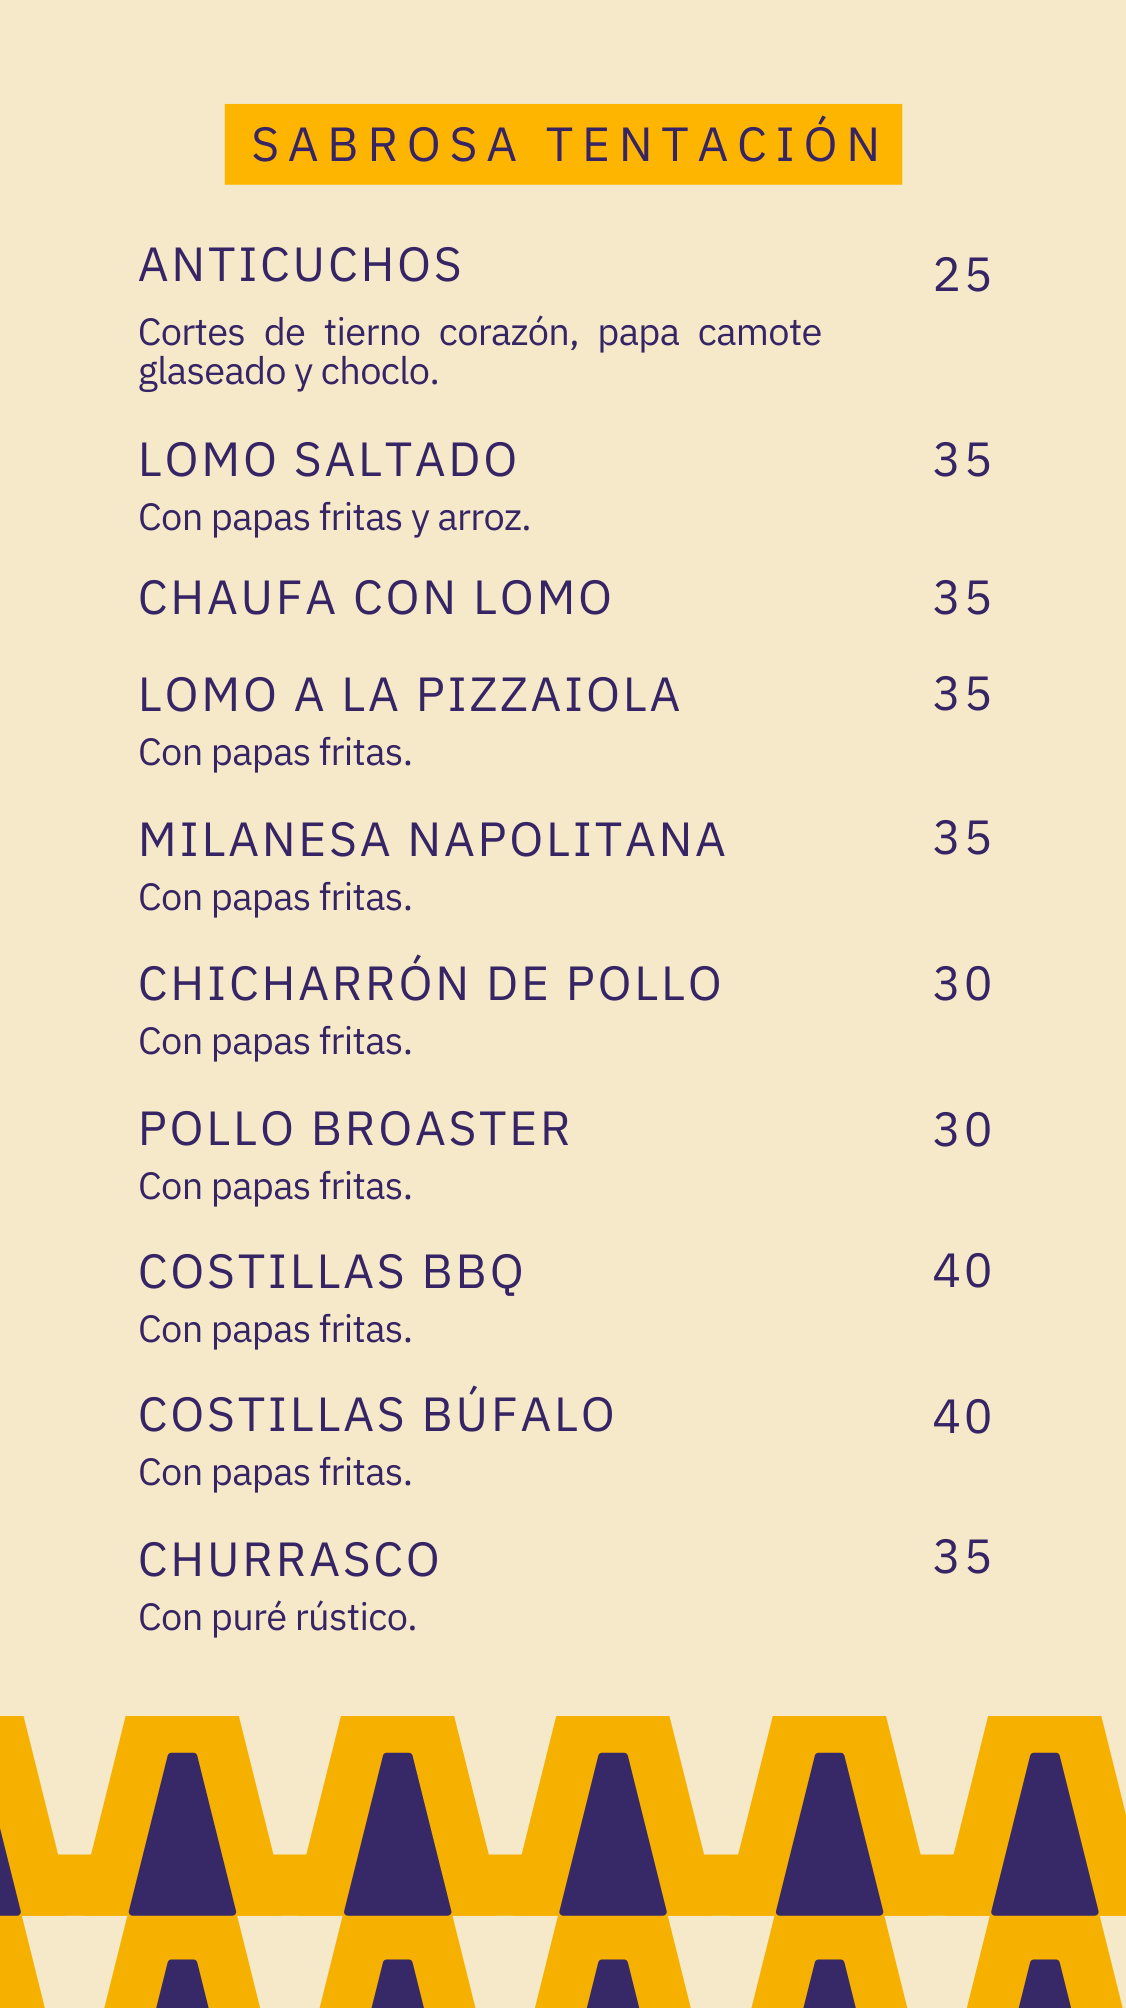 SABROSA TENTACIÓN
ANTICUCHOS 25
Cortes de tierno corazón, papa camote
glaseado y choclo.
LOMO SALTADO 35
Con papas fritas y arroz.
CHAUFA CON LOMO 35
LOMO A LA PIZZAIOLA 35
Con papas fritas.
MILANESA NAPOLITANA 35
Con papas fritas.
CHICHARRÓN DE POLLO 30
Con papas fritas.
POLLO BROASTER 30
Con papas fritas.
COSTILLAS BBQ 40
Con papas fritas.
COSTILLAS BÚFALO 40
Con papas fritas.
CHURRASCO 35
Con puré rústico.